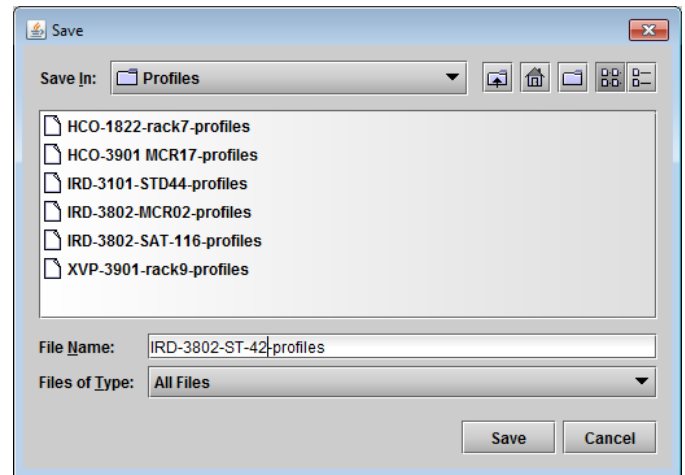 Save
Save In: Profiles
HCO-1822-rack7-profiles
HCO-3901 MCR17-profiles
IRD-3101-STD44-profiles
IRD-3802-MCR02-profiles
IRD-3802-SAT-116-profiles
XVP-3901-rack9-profiles
File Name: IRD-3802-ST-42-profiles
Files of Type: All Files
Save Cancel